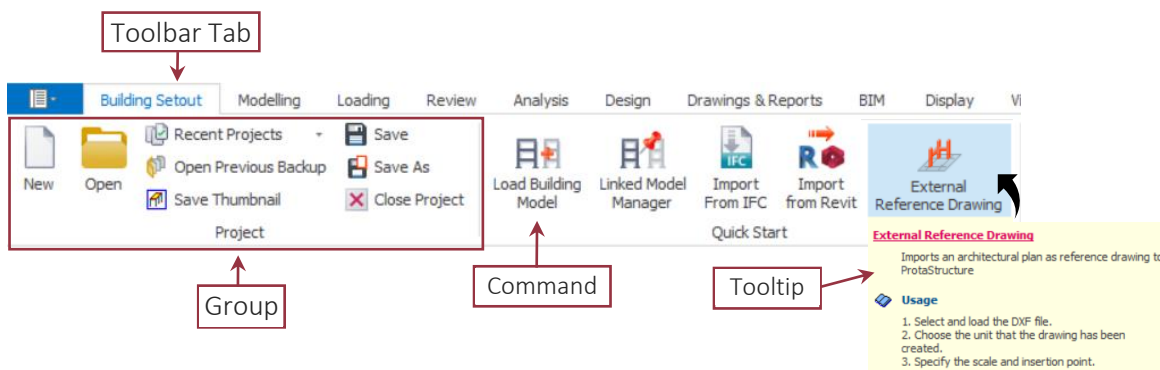 Toolbar Tab
Building Setout Modelling Loading Review Analysis Design Drawings & Reports BIM Display
New
Open
Recent Projects
Open Previous Backup
Save Thumbnail
Save
Save As
Close Project
Project
Load Building
Model
Linked Model
Manager
IFC
Import
From IFC
R
Import
from Revit
External
Reference Drawing
Quick Start
Group
Command
Tooltip
External Reference Drawing
Imports an architectural plan as reference drawing to
ProtaStructure
Usage
1. Select and load the DXF file.
2. Choose the unit that the drawing has been
created.
3. Specify the scale and insertion point.